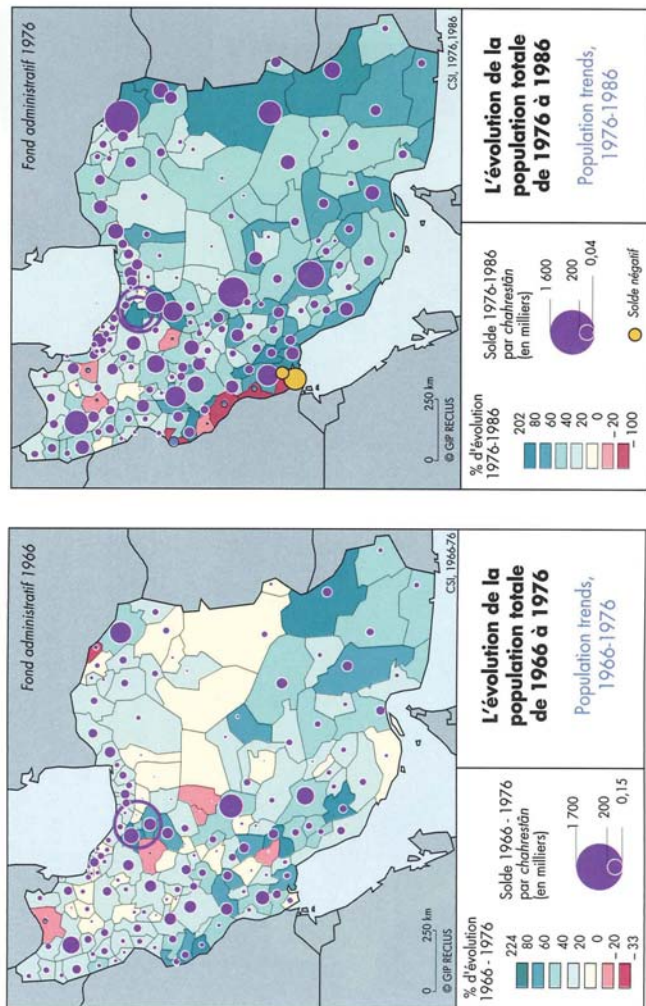 Fond administratif 1966
CSI, 1966-76
250 km
0
© GIP RECLUS
% d'évolution
1966 - 1976
224
80
60
40
20
0
- 20
- 33
Solde 1966 - 1976
par chahrestân
(en milliers)
1 700
200
0,15
L'évolution de la
population totale
de 1966 à 1976
Population trends,
1966-1976
Fond administratif 1976
CSI, 1976,1986
250 km
0
© GIP RECLUS
% d'évolution
1976-1986
202
80
60
40
20
0
- 20
- 100
Solde 1976-1986
par chahrestân
(en milliers)
1 600
200
0,04
Solde négatif
L'évolution de la
population totale
de 1976 à 1986
Population trends,
1976-1986